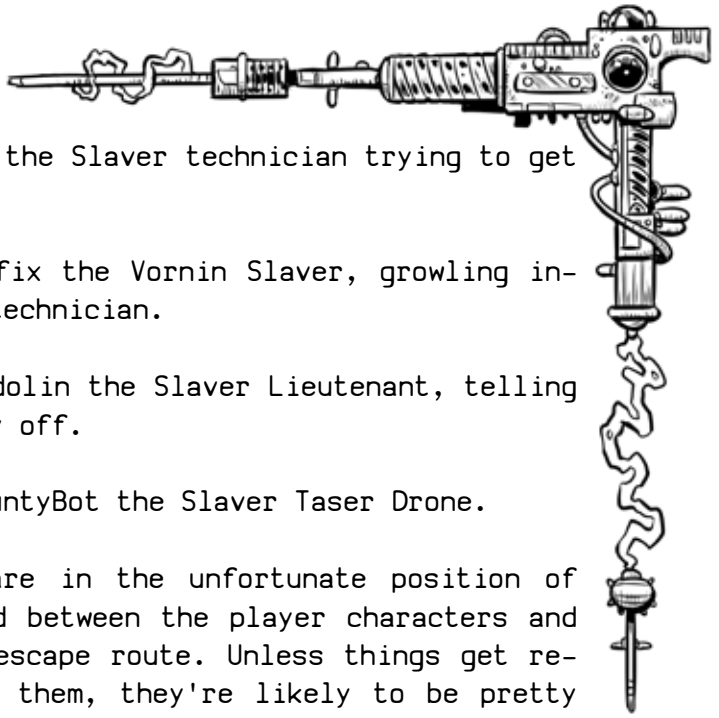 the Slaver technician trying to get
fix the Vornin Slaver, growling in-
technician.
dolin the Slaver Lieutenant, telling
off.
untyBot the Slaver Taser Drone.
are in the unfortunate position of
d between the player characters and
escape route. Unless things get re-
them, they're likely to be pretty